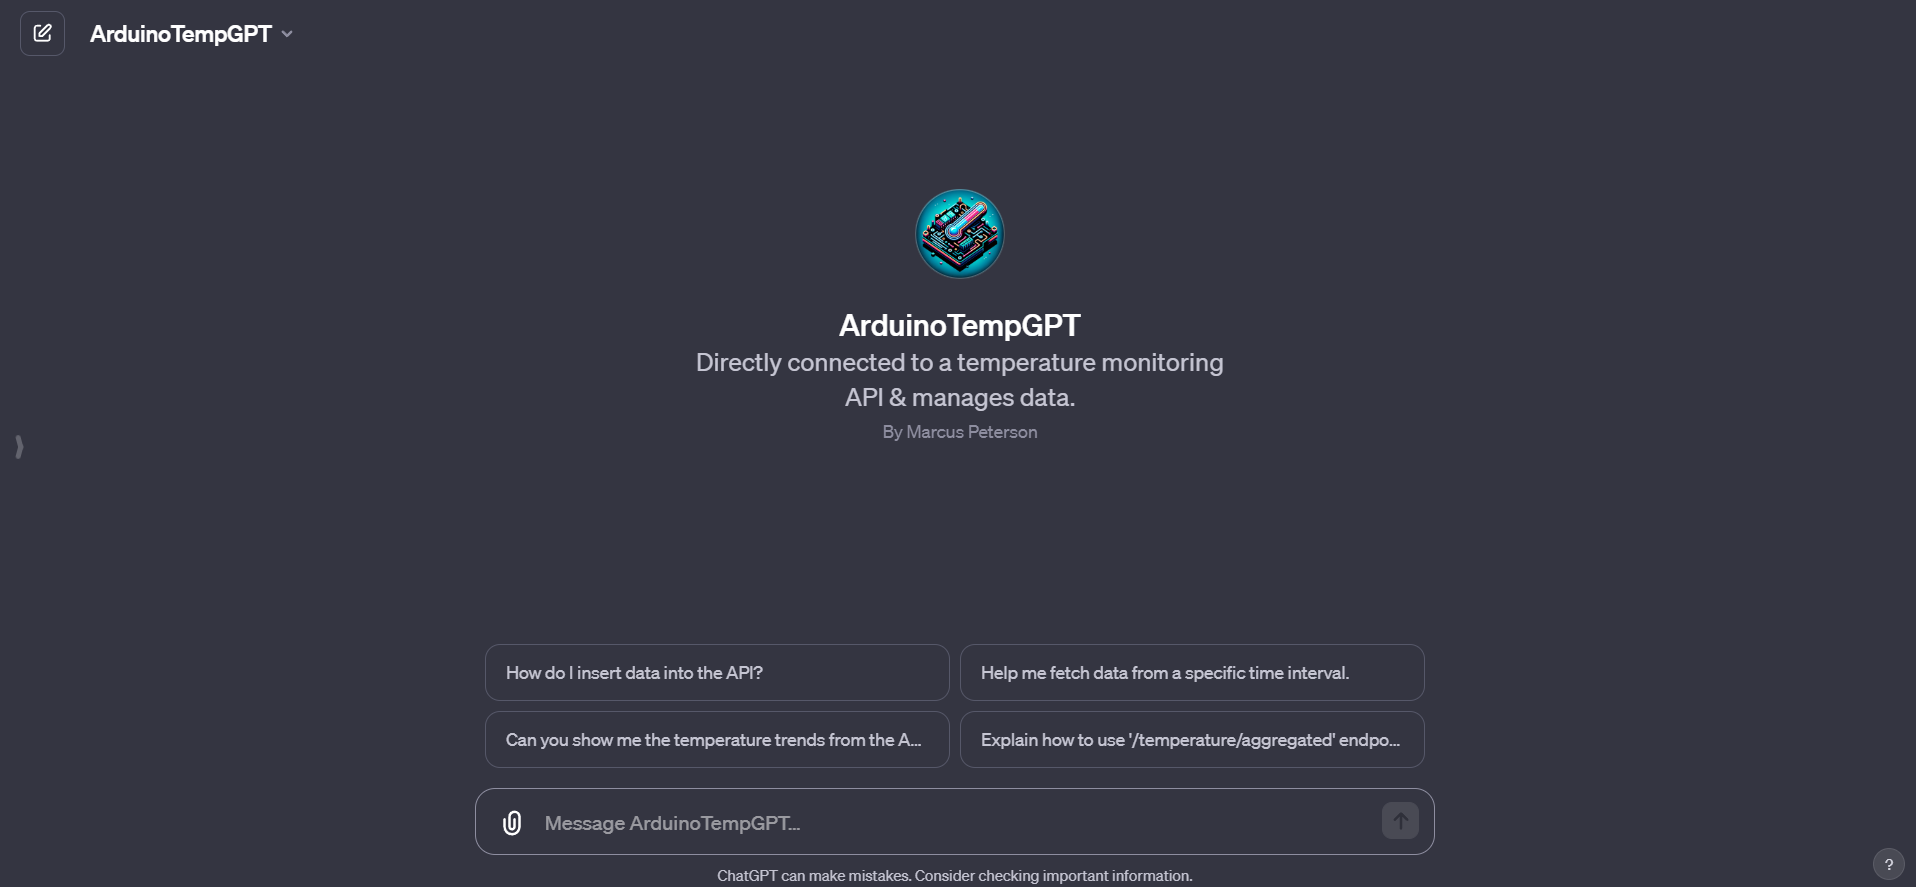 ArduinoTempGPT
ArduinoTempGPT
Directly connected to a temperature monitoring
API & manages data.
By Marcus Peterson
How do I insert data into the API?
Help me fetch data from a specific time interval.
Can you show me the temperature trends from the A...
Explain how to use '/temperature/aggregated' endpo...
Message ArduinoTempGPT...
ChatGPT can make mistakes. Consider checking important information.
?